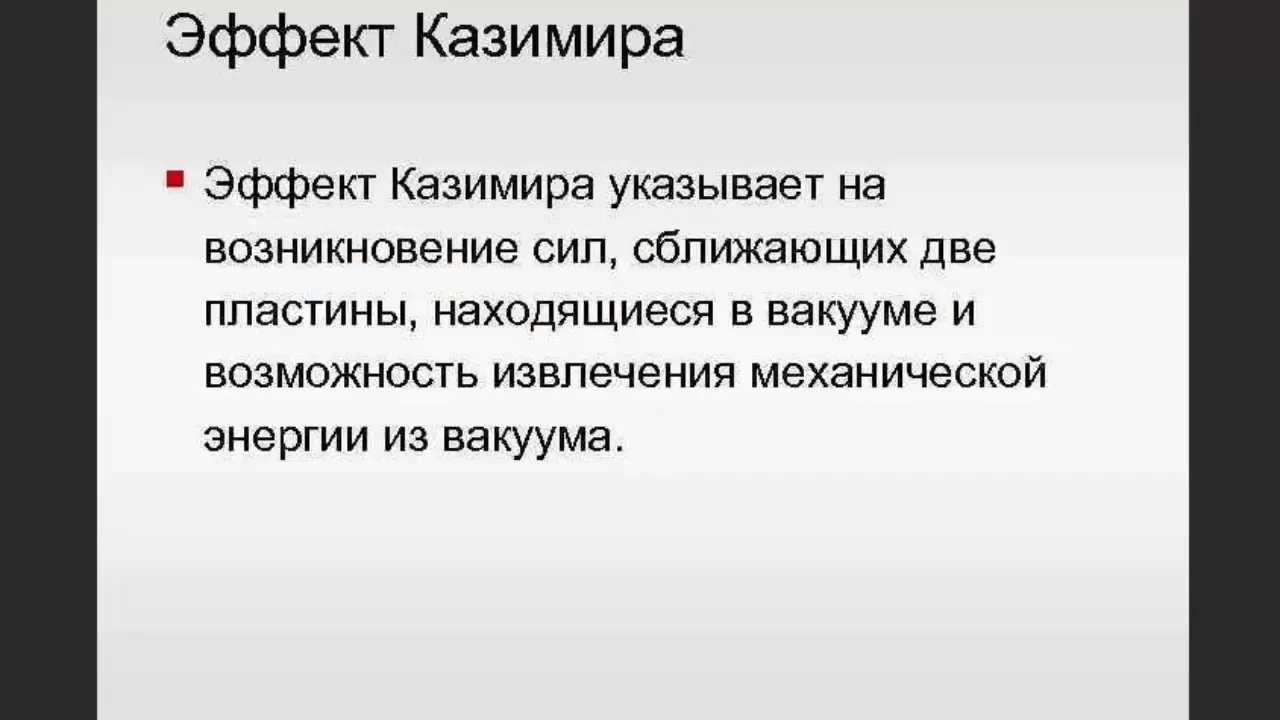 Эффект Казимира
Эффект Казимира указывает на
возникновение сил, сближающих две
пластины, находящиеся в вакууме и
возможность извлечения механической
энергии из вакуума.